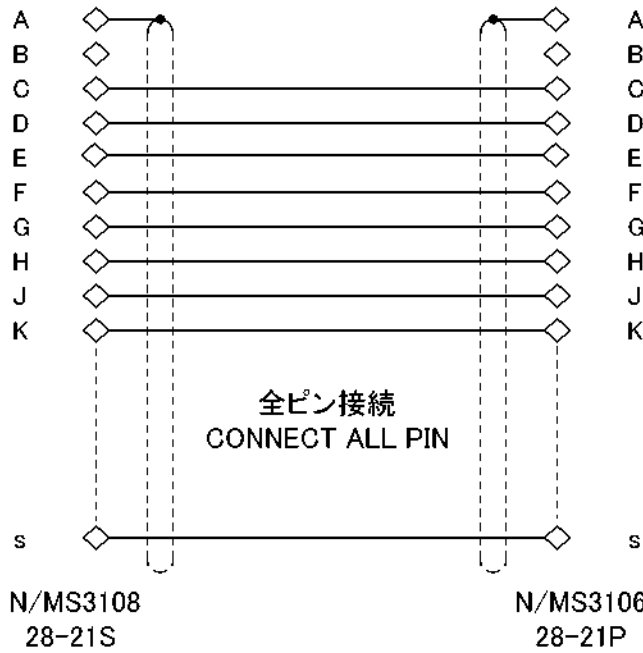 A A
B B
C C
D D
E E
F F
G G
H H
J J
K K
全ピン接続
CONNECT ALL PIN
s s
N/MS3108 N/MS3106
28-21S 28-21P